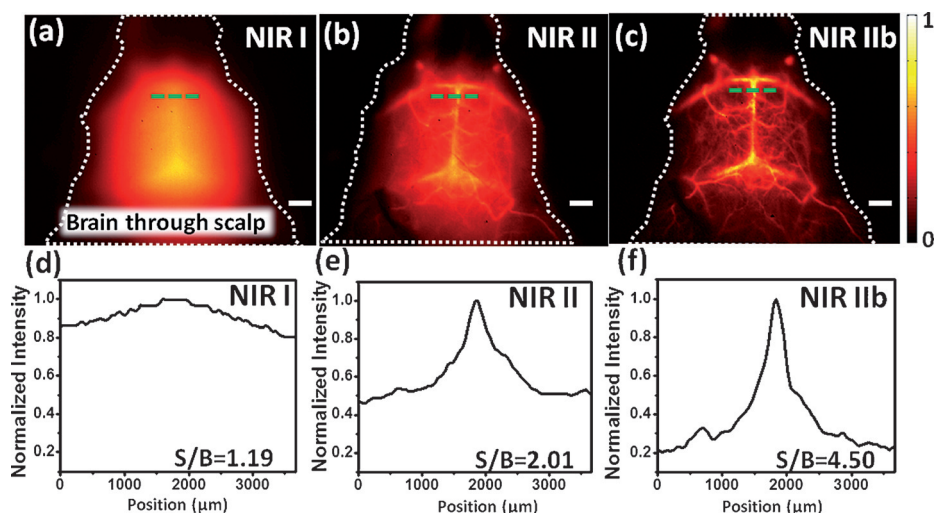 (a) NIR I
(b) NIR II
(c) NIR IIb
1
0
Brain through scalp
(d) NIR I
Normalized Intensity
1.0
0.8
0.6
0.4
0.2
S/B=1.19
0 1000 2000 3000
Position (µm)
(e) NIR II
Normalized Intensity
1.0
0.8
0.6
0.4
0.2
S/B=2.01
0 1000 2000 3000
Position (µm)
(f) NIR IIb
Normalized Intensity
1.0
0.8
0.6
0.4
0.2
S/B=4.50
0 1000 2000 3000
Position (µm)